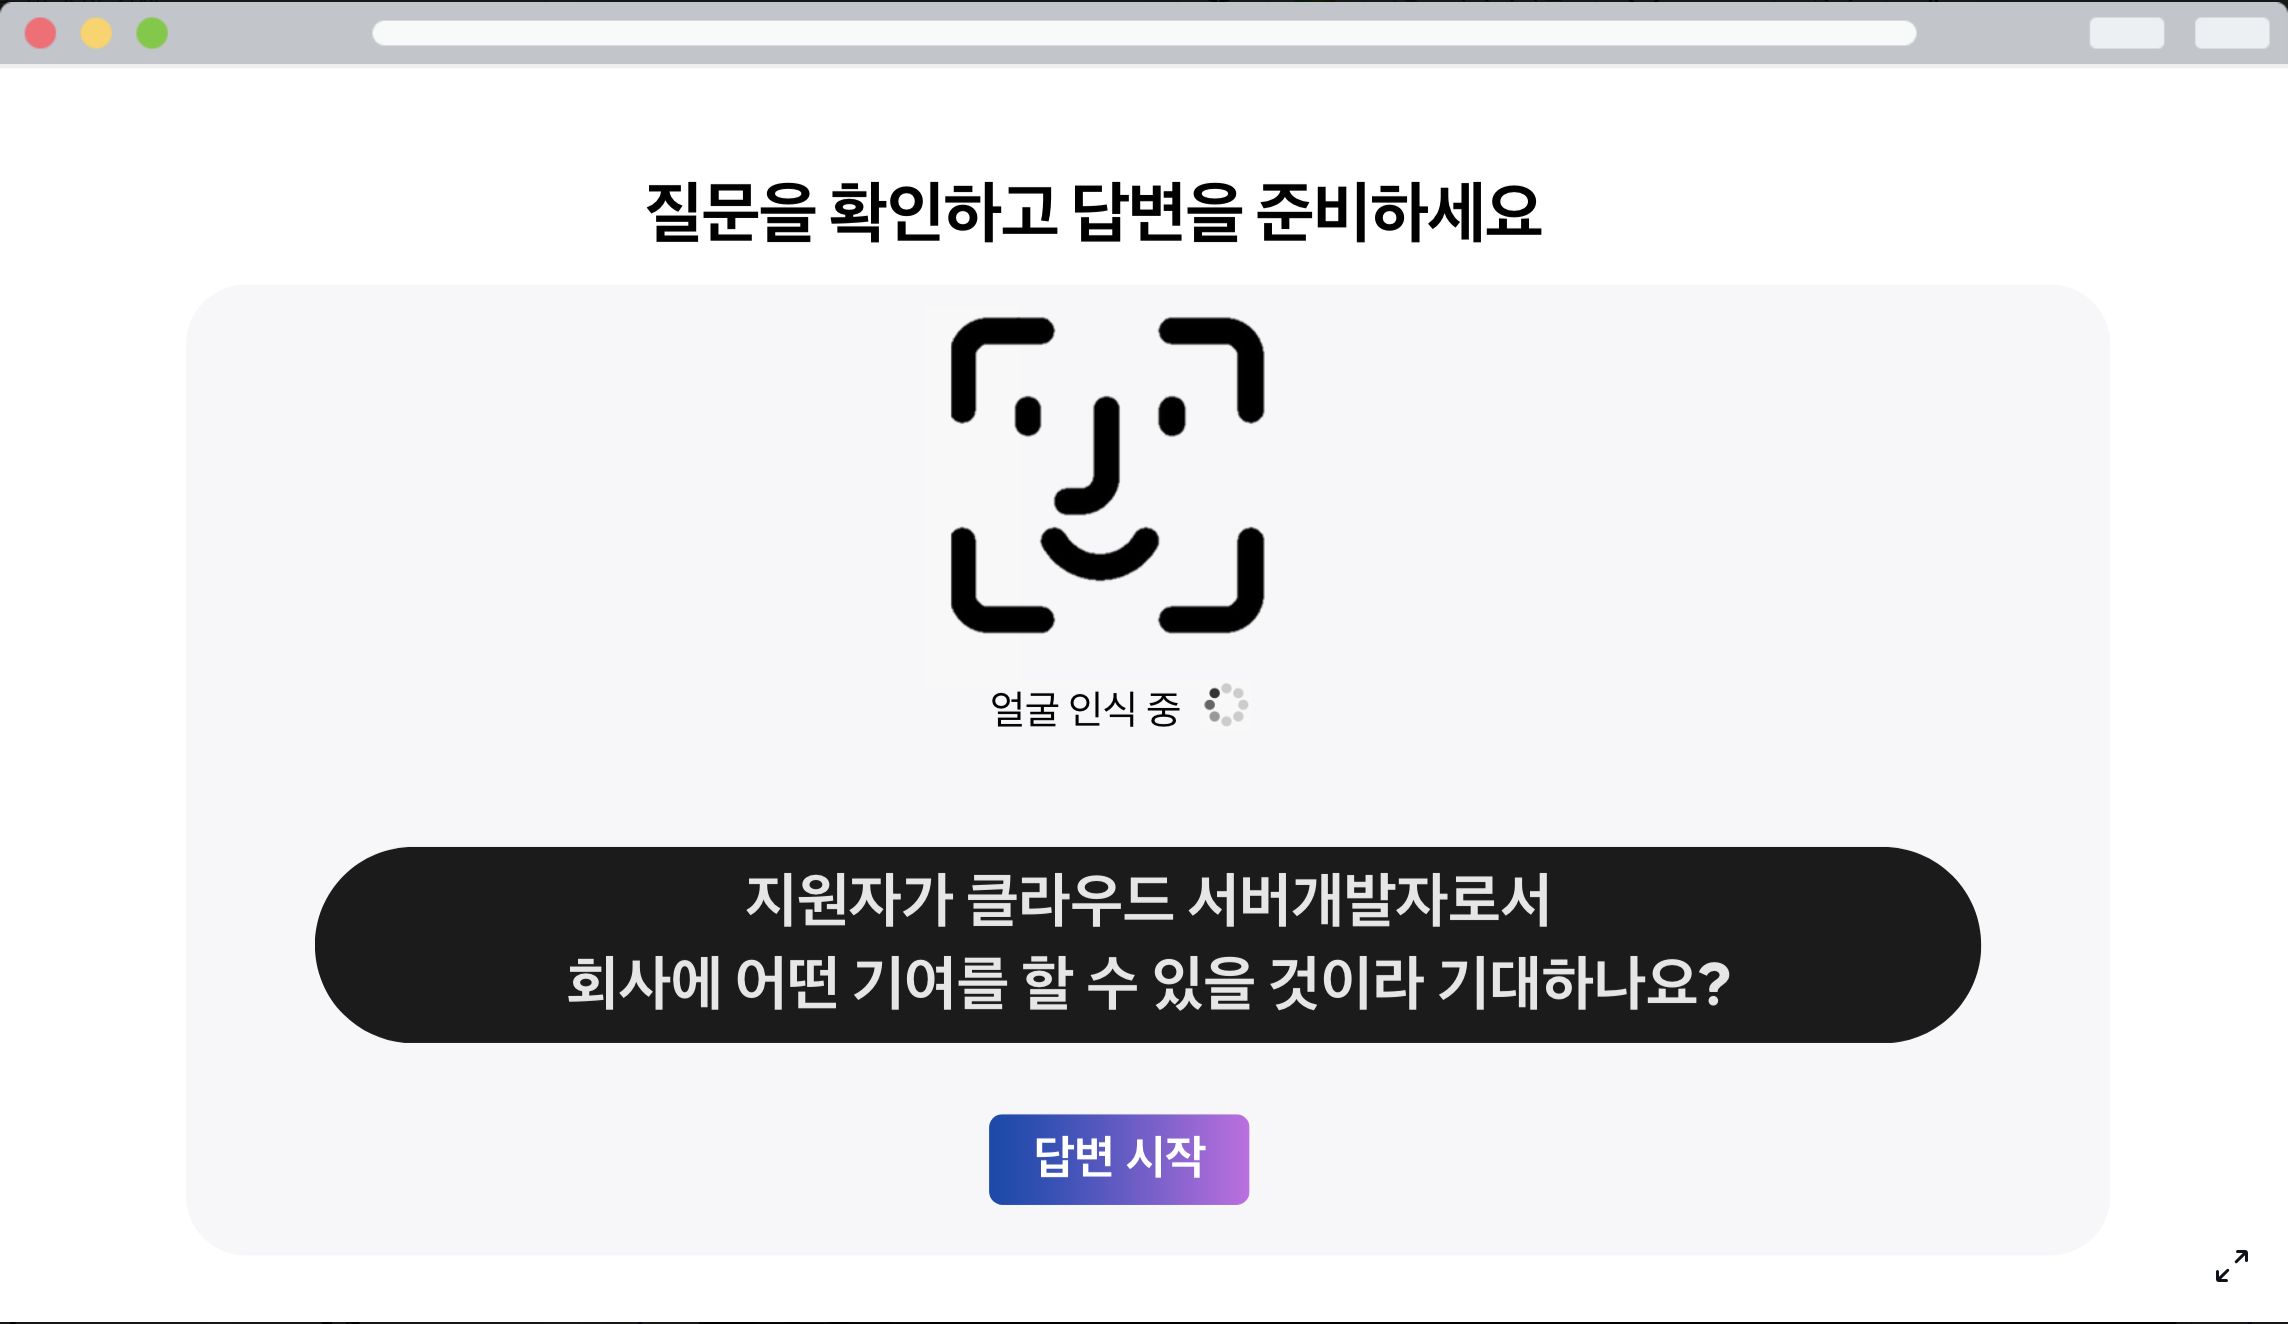 질문을 확인하고 답변을 준비하세요
얼굴 인식 중
지원자가 클라우드 서버개발자로서
회사에 어떤 기여를 할 수 있을 것이라 기대하나요?
답변 시작